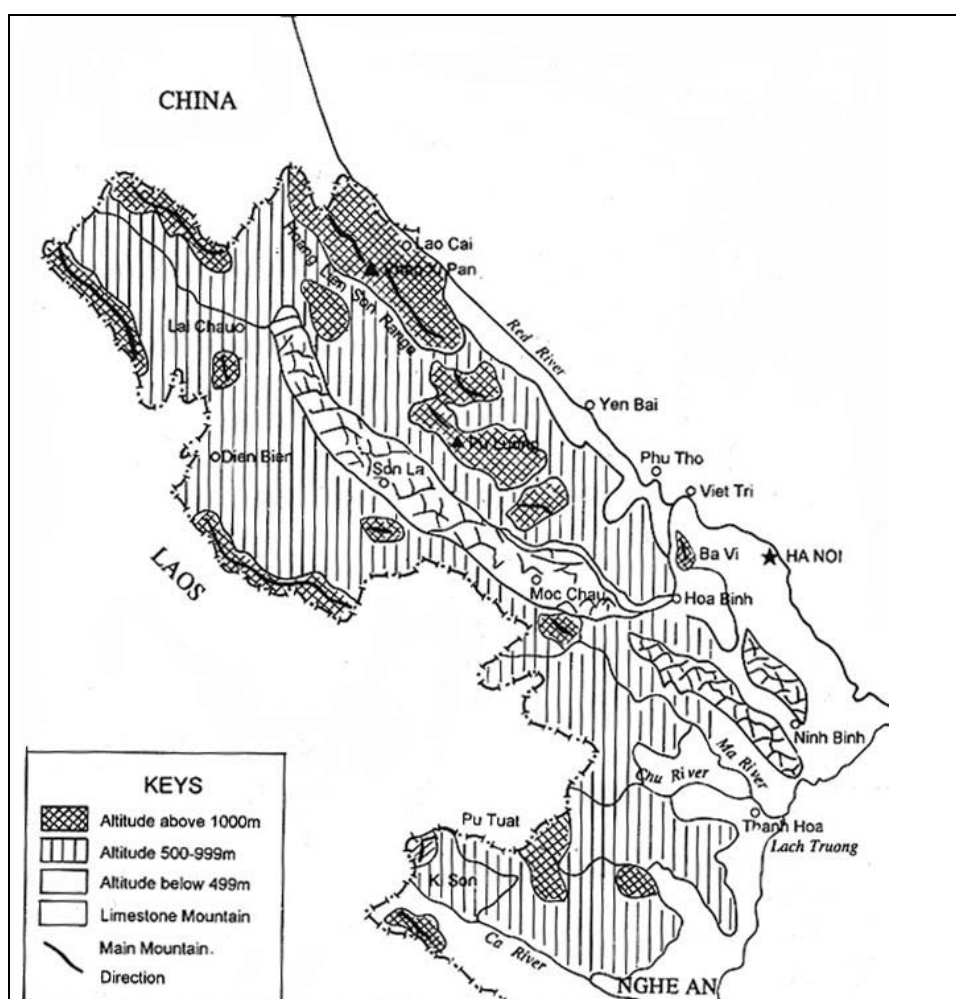 CHINA
Lao Cai
Xi Pan
Hoang Lien Son Range
Lai Chau
Red River
Yen Bai
Pu Luong
Dien Bien
Son La
Phu Tho
Viet Tri
Ba Vi
HA NOI
LAOS
Moc Chau
Hoa Binh
Ninh Binh
Ma River
Chu River
Thanh Hoa
Lach Truong
Pu Tuat
K. Son
Ca River
NGHE AN
KEYS
Altitude above 1000m
Altitude 500-999m
Altitude below 499m
Limestone Mountain
Main Mountain
Direction